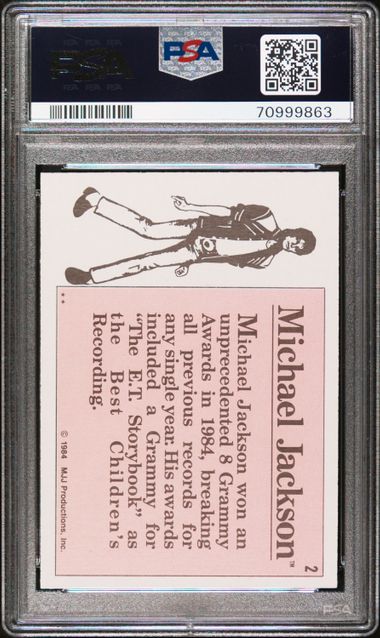 PSA
PSA
70999863
2
Michael Jackson™
Michael Jackson won an
unprecedented 8 Grammy
Awards in 1984, breaking
all previous records for
any single year. His awards
included a Grammy for
"The E.T. Storybook" as
the Best Children's
Recording.
* *
© 1984 MJJ Productions, Inc.
PSA